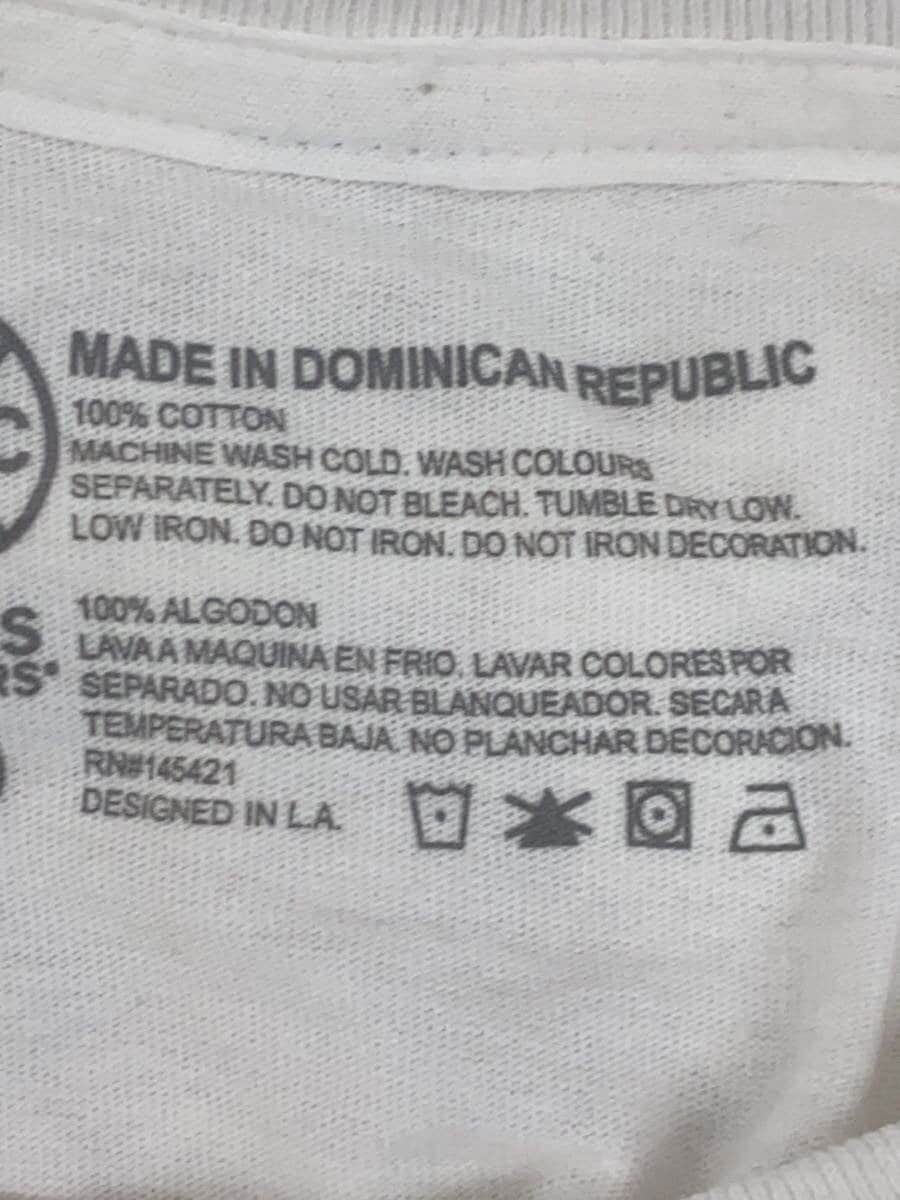 MADE IN DOMINICAN REPUBLIC
100% COTTON
MACHINE WASH COLD. WASH COLOURS
SEPARATELY. DO NOT BLEACH. TUMBLE DRY LOW.
LOW IRON. DO NOT IRON. DO NOT IRON DECORATION.
100% ALGODON
LAVA A MAQUINA EN FRIO. LAVAR COLORES POR
SEPARADO. NO USAR BLANQUEADOR. SECAR A
TEMPERATURA BAJA. NO PLANCHAR DECORACION.
RN#145421
DESIGNED IN L.A.